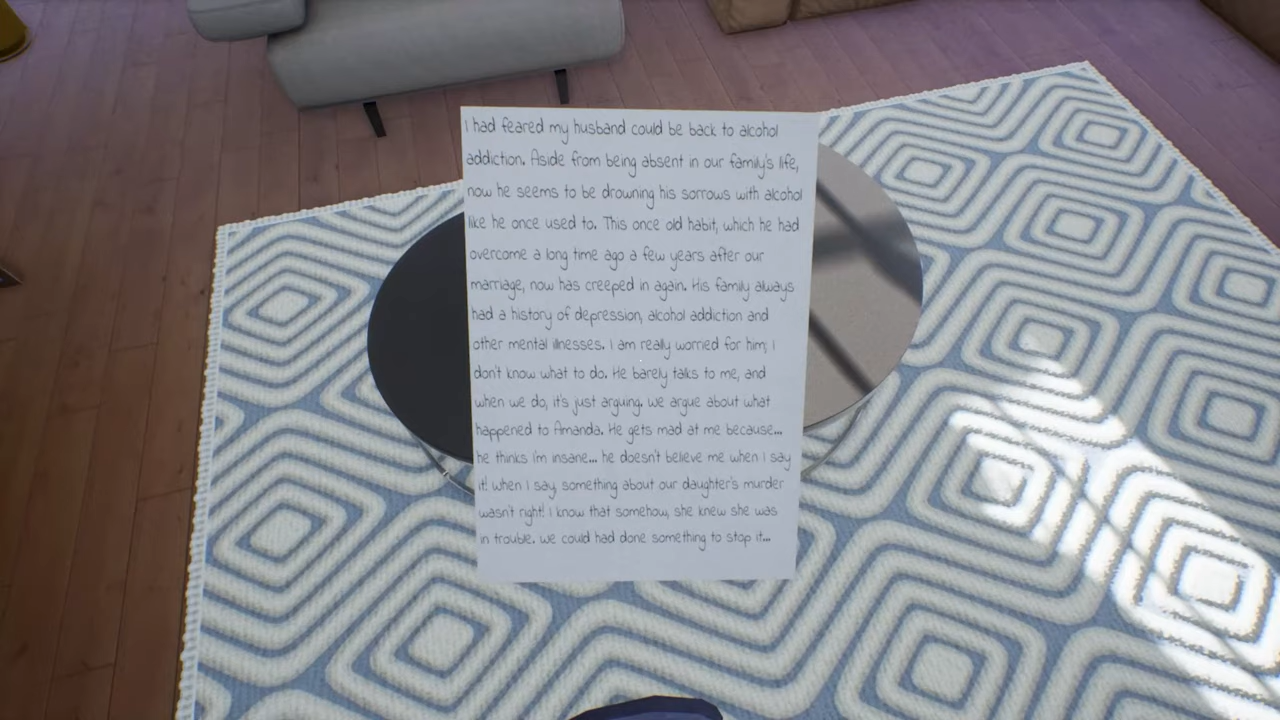 I had feared my husband could be back to alcohol
addiction. Aside from being absent in our family's life,
now he seems to be drowning his sorrows with alcohol
like he once used to. This once old habit, which he had
overcome a long time ago a few years after our
marriage, now has creeped in again. His family always
had a history of depression, alcohol addiction and
other mental illnesses. I am really worried for him; I
don't know what to do. He barely talks to me, and
when we do, it's just arguing. we argue about what
happened to Amanda. He gets mad at me because...
he thinks I'm insane... he doesn't believe me when I say
it! when I say, something about our daughter's murder
wasn't right! I know that somehow, she knew she was
in trouble. we could had done something to stop it...